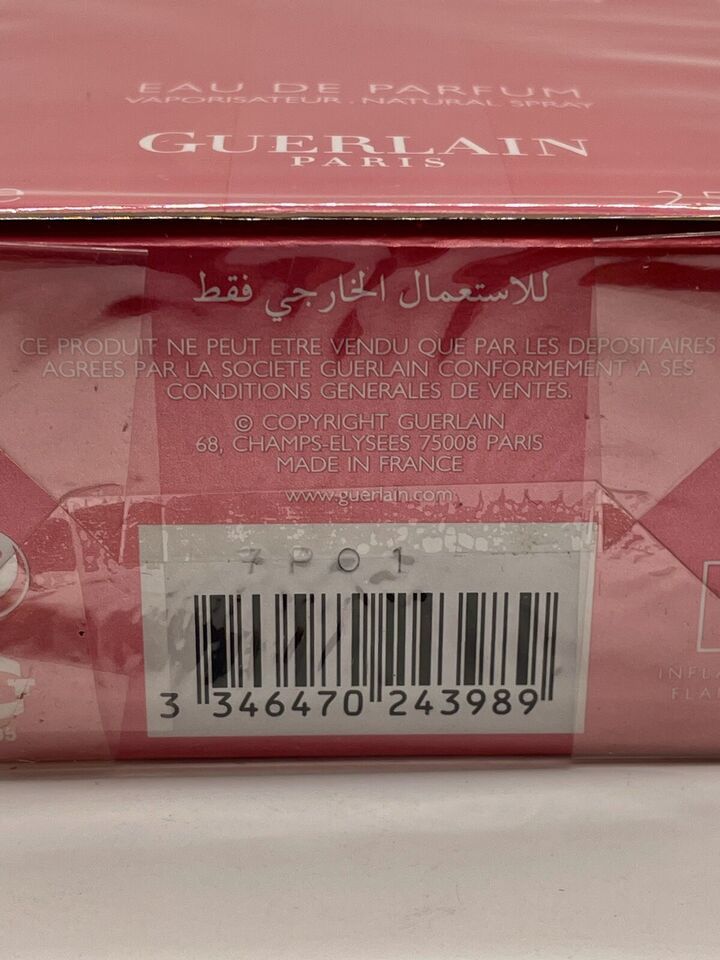 EAU DE PARFUM
VAPORISATEUR . NATURAL SPRAY
GUERLAIN
PARIS
للاستعمال الخارجي فقط
CE PRODUIT NE PEUT ETRE VENDU QUE PAR LES DEPOSITAIRES
AGREES PAR LA SOCIETE GUERLAIN CONFORMEMENT A SES
CONDITIONS GENERALES DE VENTES.
© COPYRIGHT GUERLAIN
68, CHAMPS-ELYSEES 75008 PARIS
MADE IN FRANCE
www.guerlain.com
7P01
3 346470 243989